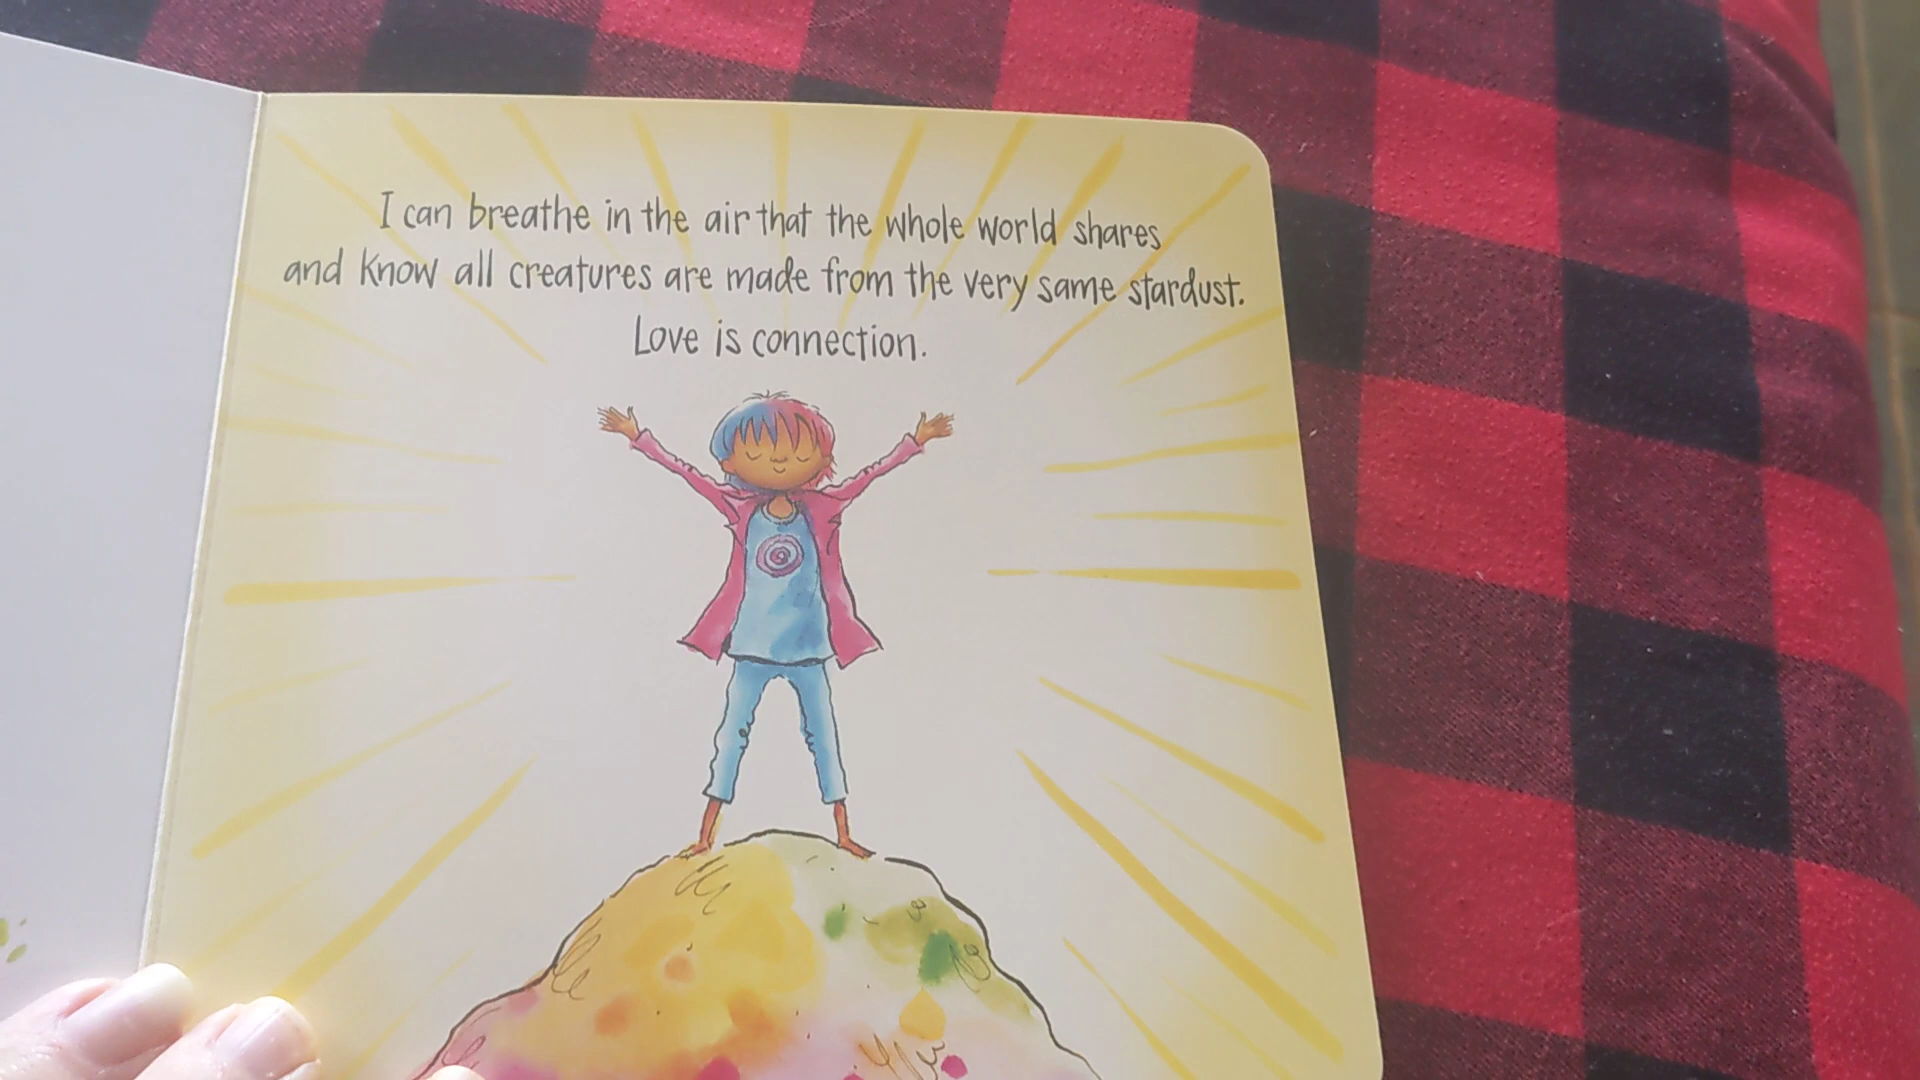 I can breathe in the air that the whole world shares
and know all creatures are made from the very same stardust.
Love is connection.